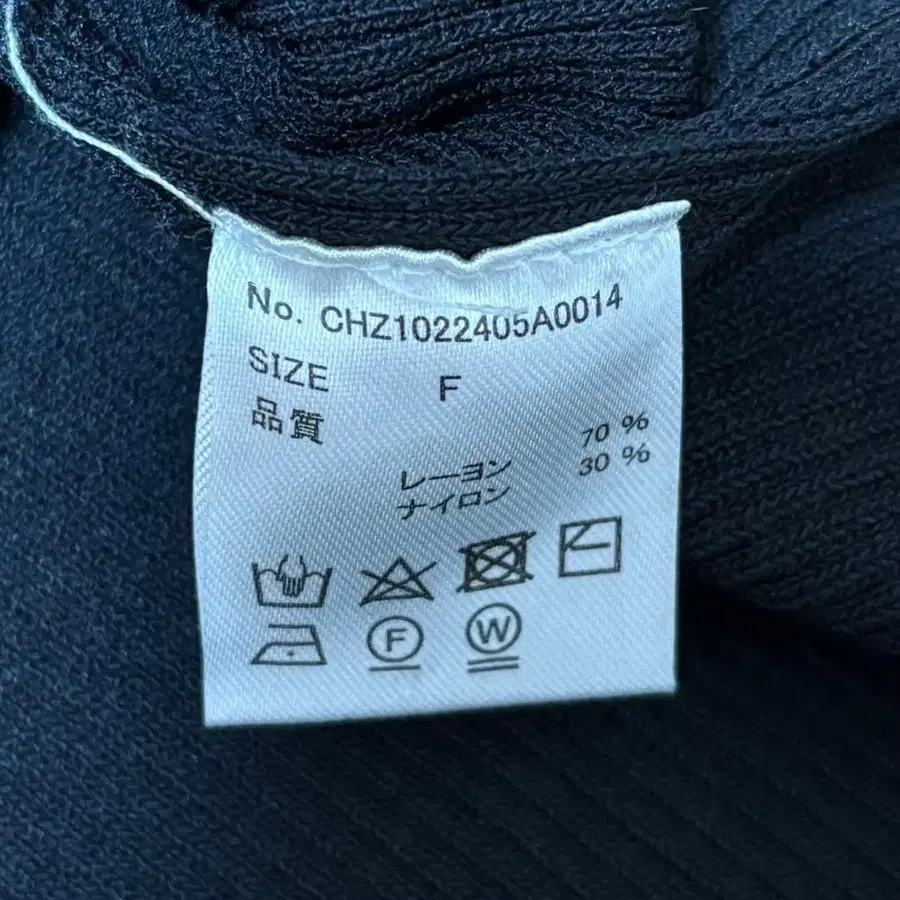 No. CHZ1022405A0014
SIZE F
品質
レーヨン 70 %
ナイロン 30 %
F W